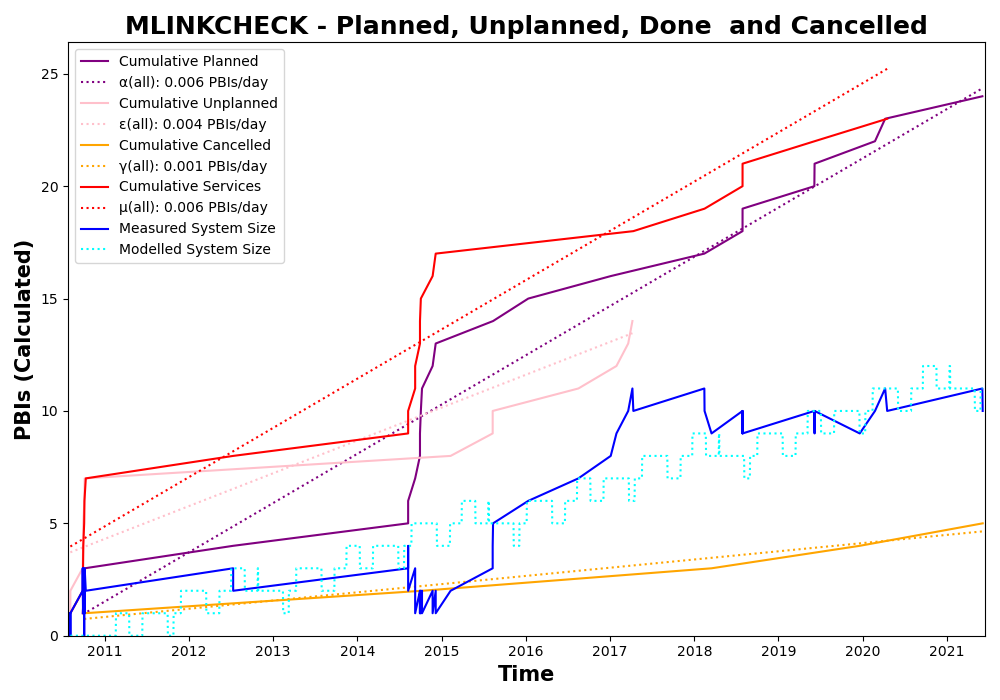 MLINKCHECK - Planned, Unplanned, Done  and Cancelled
Cumulative Planned
α(all): 0.006 PBIs/day
Cumulative Unplanned
ε(all): 0.004 PBIs/day
Cumulative Cancelled
γ(all): 0.001 PBIs/day
Cumulative Services
μ(all): 0.006 PBIs/day
Measured System Size
Modelled System Size
PBIs (Calculated)
25
20
15
10
5
0
2011 2012 2013 2014 2015 2016 2017 2018 2019 2020 2021
Time